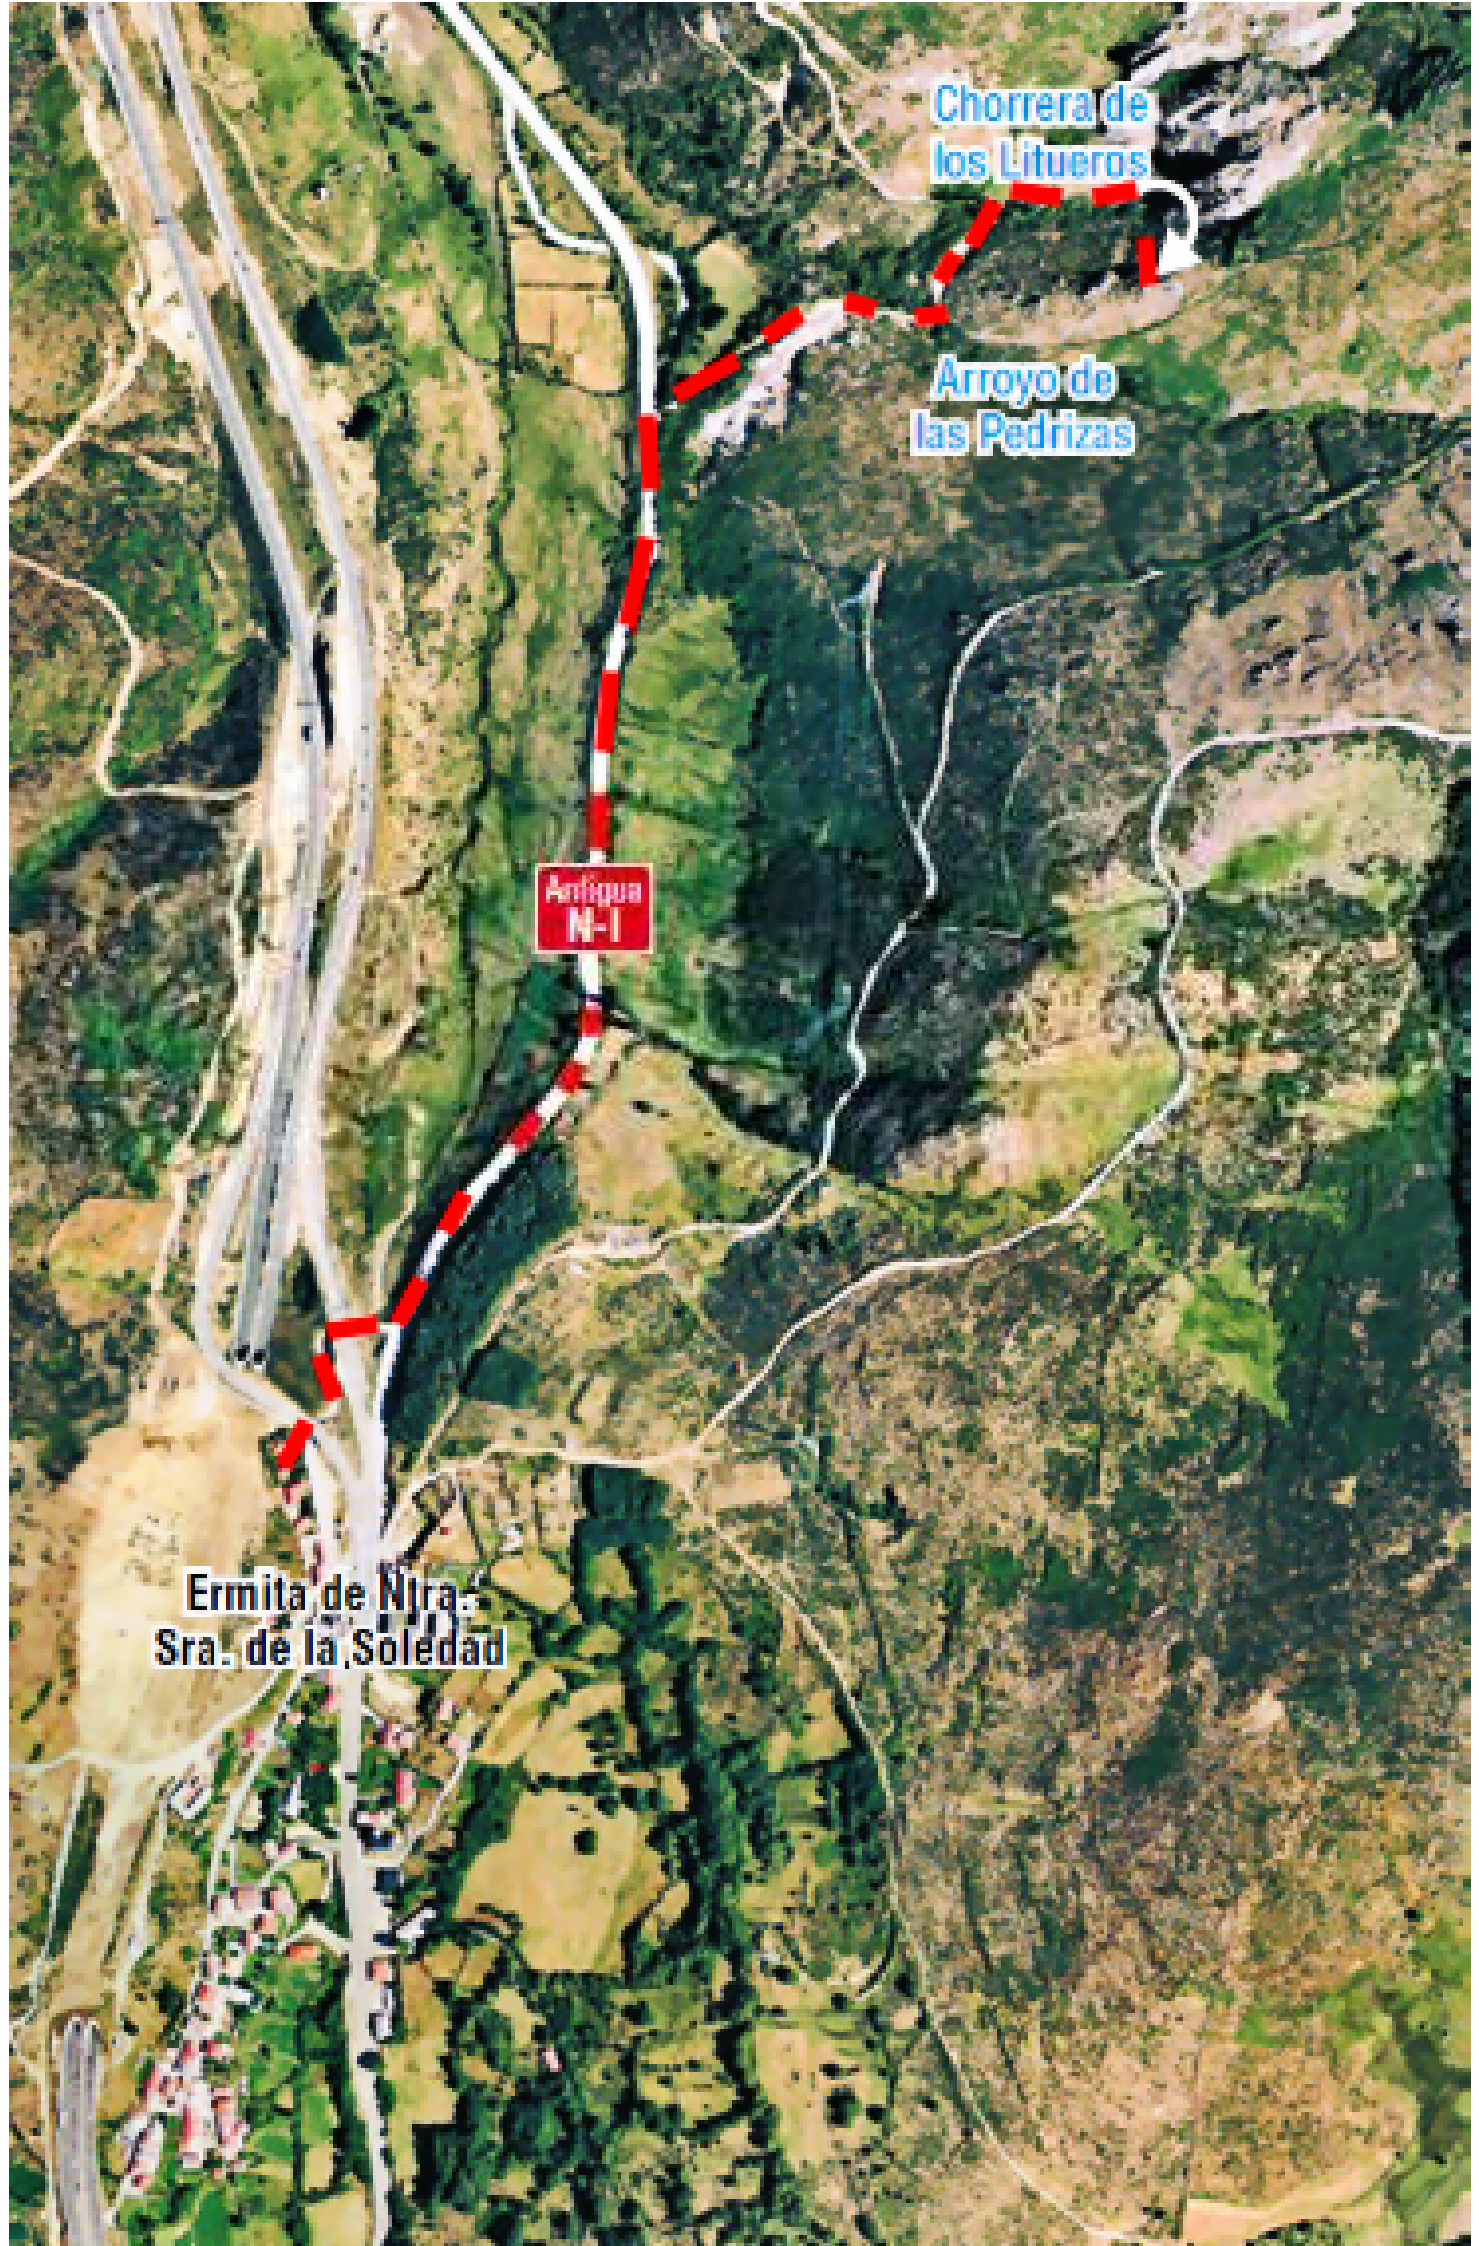 Chorrera de
los Litueros
Arroyo de
las Pedrizas
Antigua
N-I
Ermita de Ntra.
Sra. de la Soledad